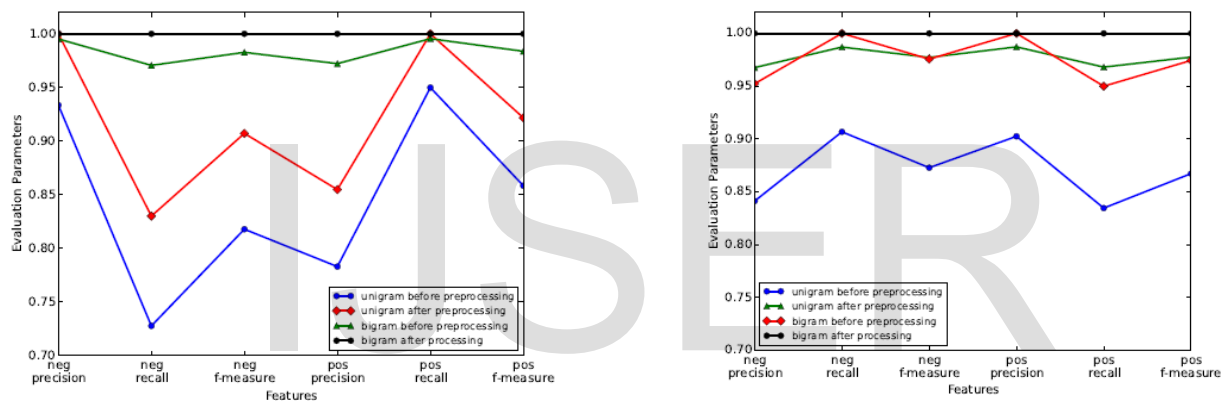 1.00
0.95
0.90
0.85
0.80
0.75
0.70
Evaluation Parameters
unigram before preprocessing
unigram after preprocessing
bigram before preprocessing
bigram after processing
neg precision
neg recall
neg f-measure
pos precision
pos recall
pos f-measure
Features
1.00
0.95
0.90
0.85
0.80
0.75
0.70
Evaluation Parameters
unigram before preprocessing
unigram after preprocessing
bigram before preprocessing
bigram after processing
neg precision
neg recall
neg f-measure
pos precision
pos recall
pos f-measure
Features
IJSER